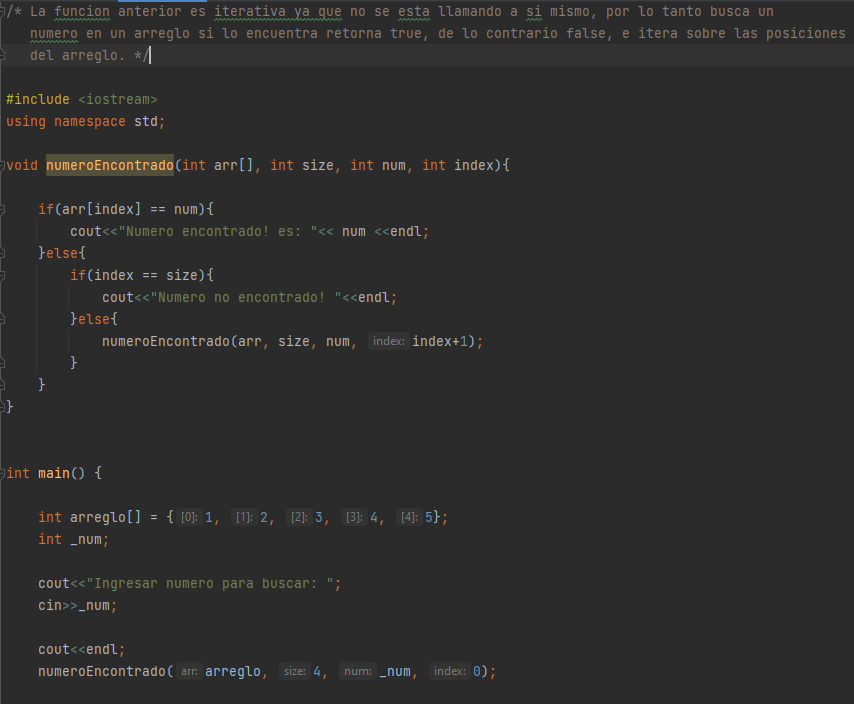 /* La funcion anterior es iterativa ya que no se esta llamando a si mismo, por lo tanto busca un
numero en un arreglo si lo encuentra retorna true, de lo contrario false, e itera sobre las posiciones
del arreglo. */
#include <iostream>
using namespace std;
void numeroEncontrado(int arr[], int size, int num, int index){
if(arr[index] == num){
cout<<"Numero encontrado! es: "<< num <<endl;
}else{
if(index == size){
cout<<"Numero no encontrado! "<<endl;
}else{
numeroEncontrado(arr, size, num, index: index+1);
}
}
}
int main() {
int arreglo[] = {[0]: 1, [1]: 2, [2]: 3, [3]: 4, [4]: 5};
int _num;
cout<<"Ingresar numero para buscar: ";
cin>>_num;
cout<<endl;
numeroEncontrado( arr: arreglo, size: 4, num: _num, index: 0);